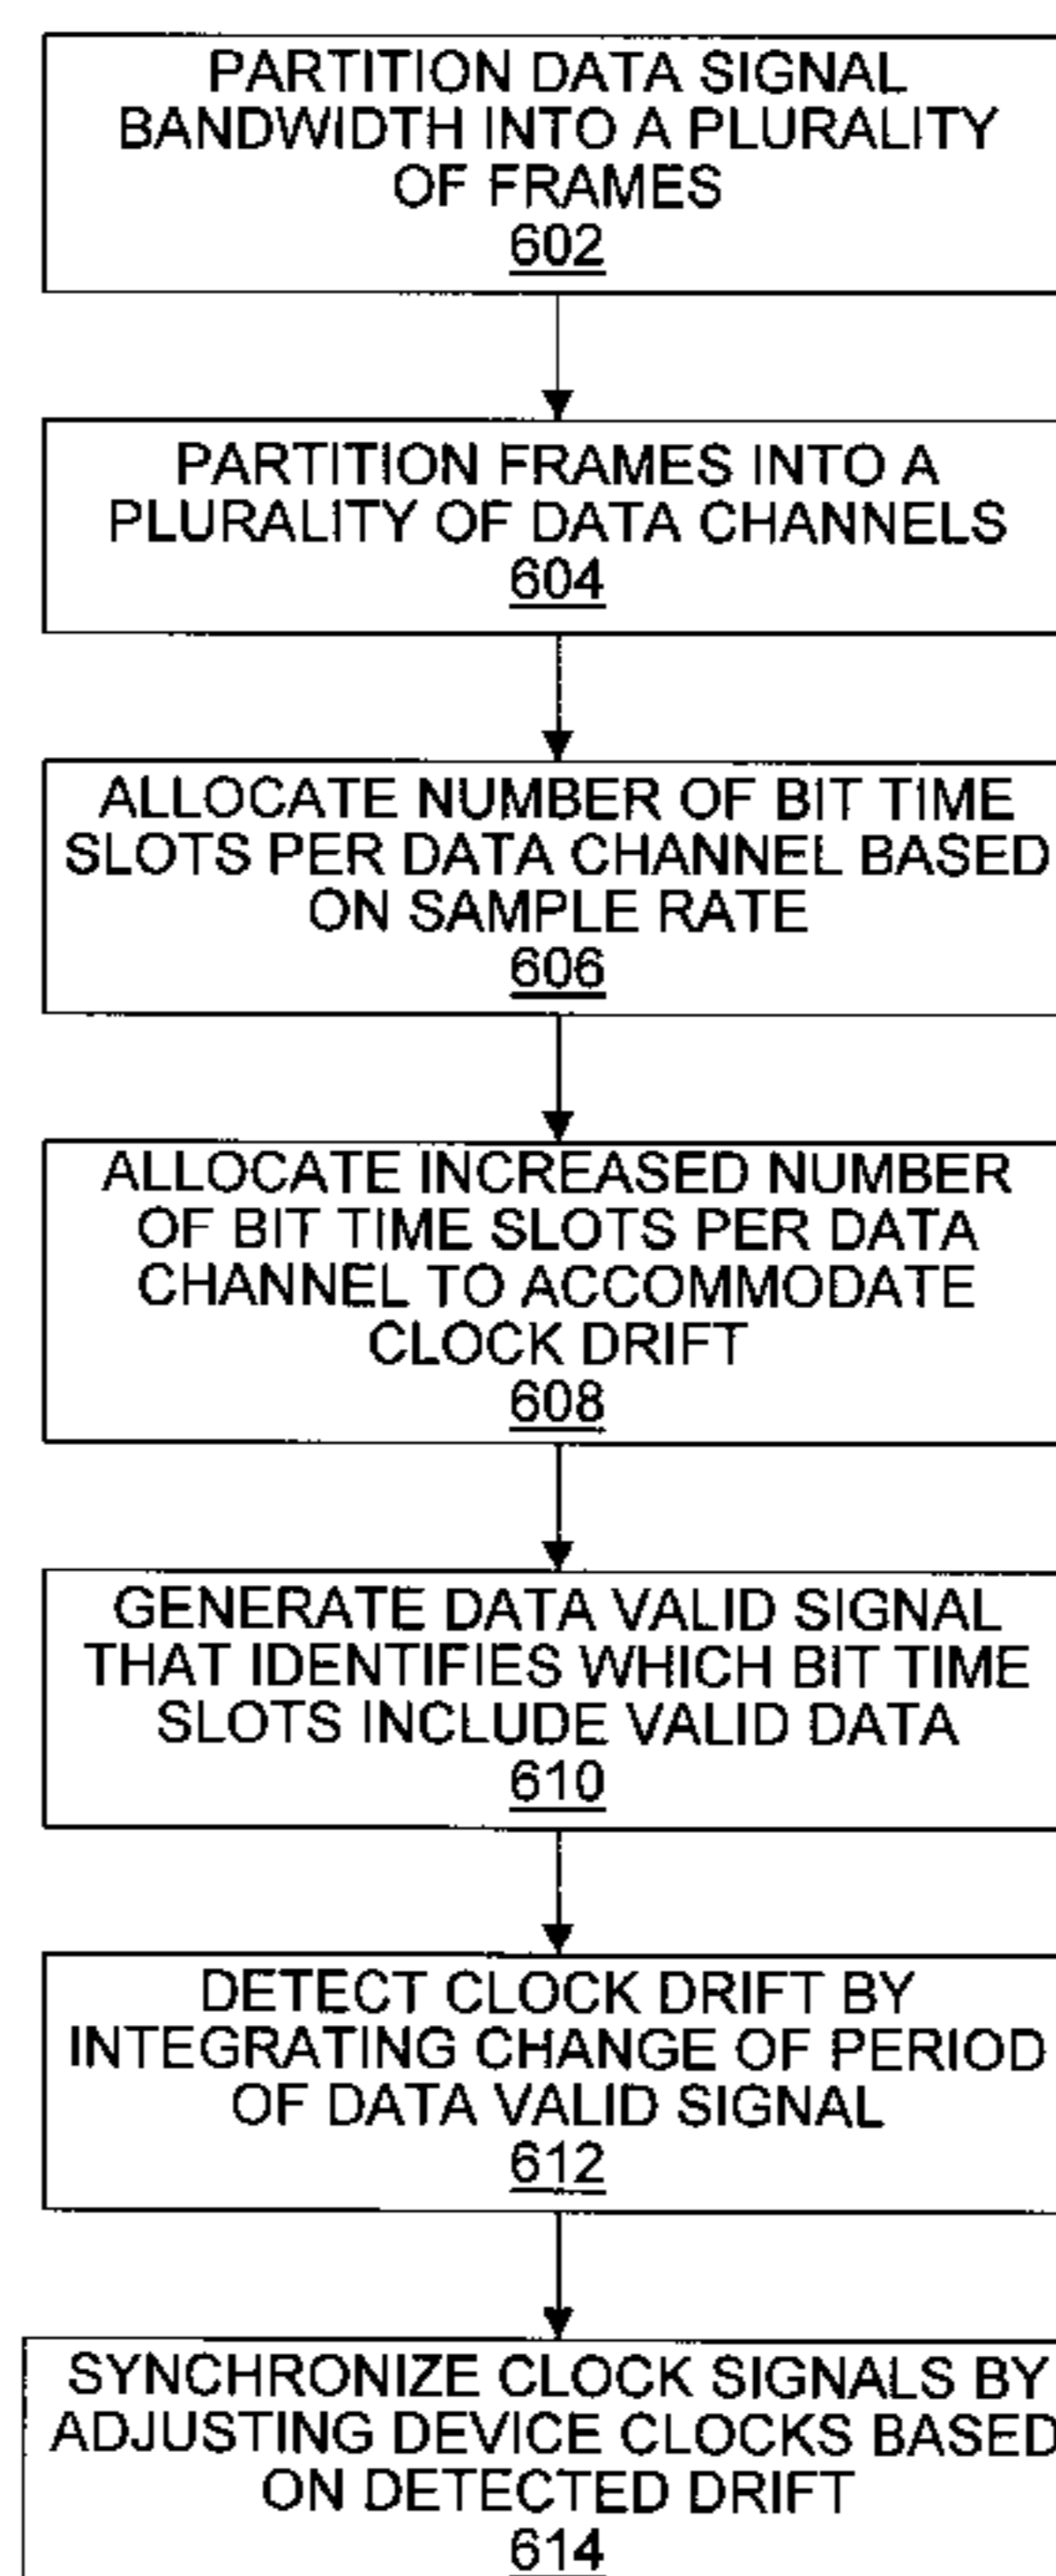 PARTITION DATA SIGNAL
BANDWIDTH INTO A PLURALITY
OF FRAMES
602
PARTITION FRAMES INTO A
PLURALITY OF DATA CHANNELS
604
ALLOCATE NUMBER OF BIT TIME
SLOTS PER DATA CHANNEL BASED
ON SAMPLE RATE
606
ALLOCATE INCREASED NUMBER
OF BIT TIME SLOTS PER DATA
CHANNEL TO ACCOMMODATE
CLOCK DRIFT
608
GENERATE DATA VALID SIGNAL
THAT IDENTIFIES WHICH BIT TIME
SLOTS INCLUDE VALID DATA
610
DETECT CLOCK DRIFT BY
INTEGRATING CHANGE OF PERIOD
OF DATA VALID SIGNAL
612
SYNCHRONIZE CLOCK SIGNALS BY
ADJUSTING DEVICE CLOCKS BASED
ON DETECTED DRIFT
614